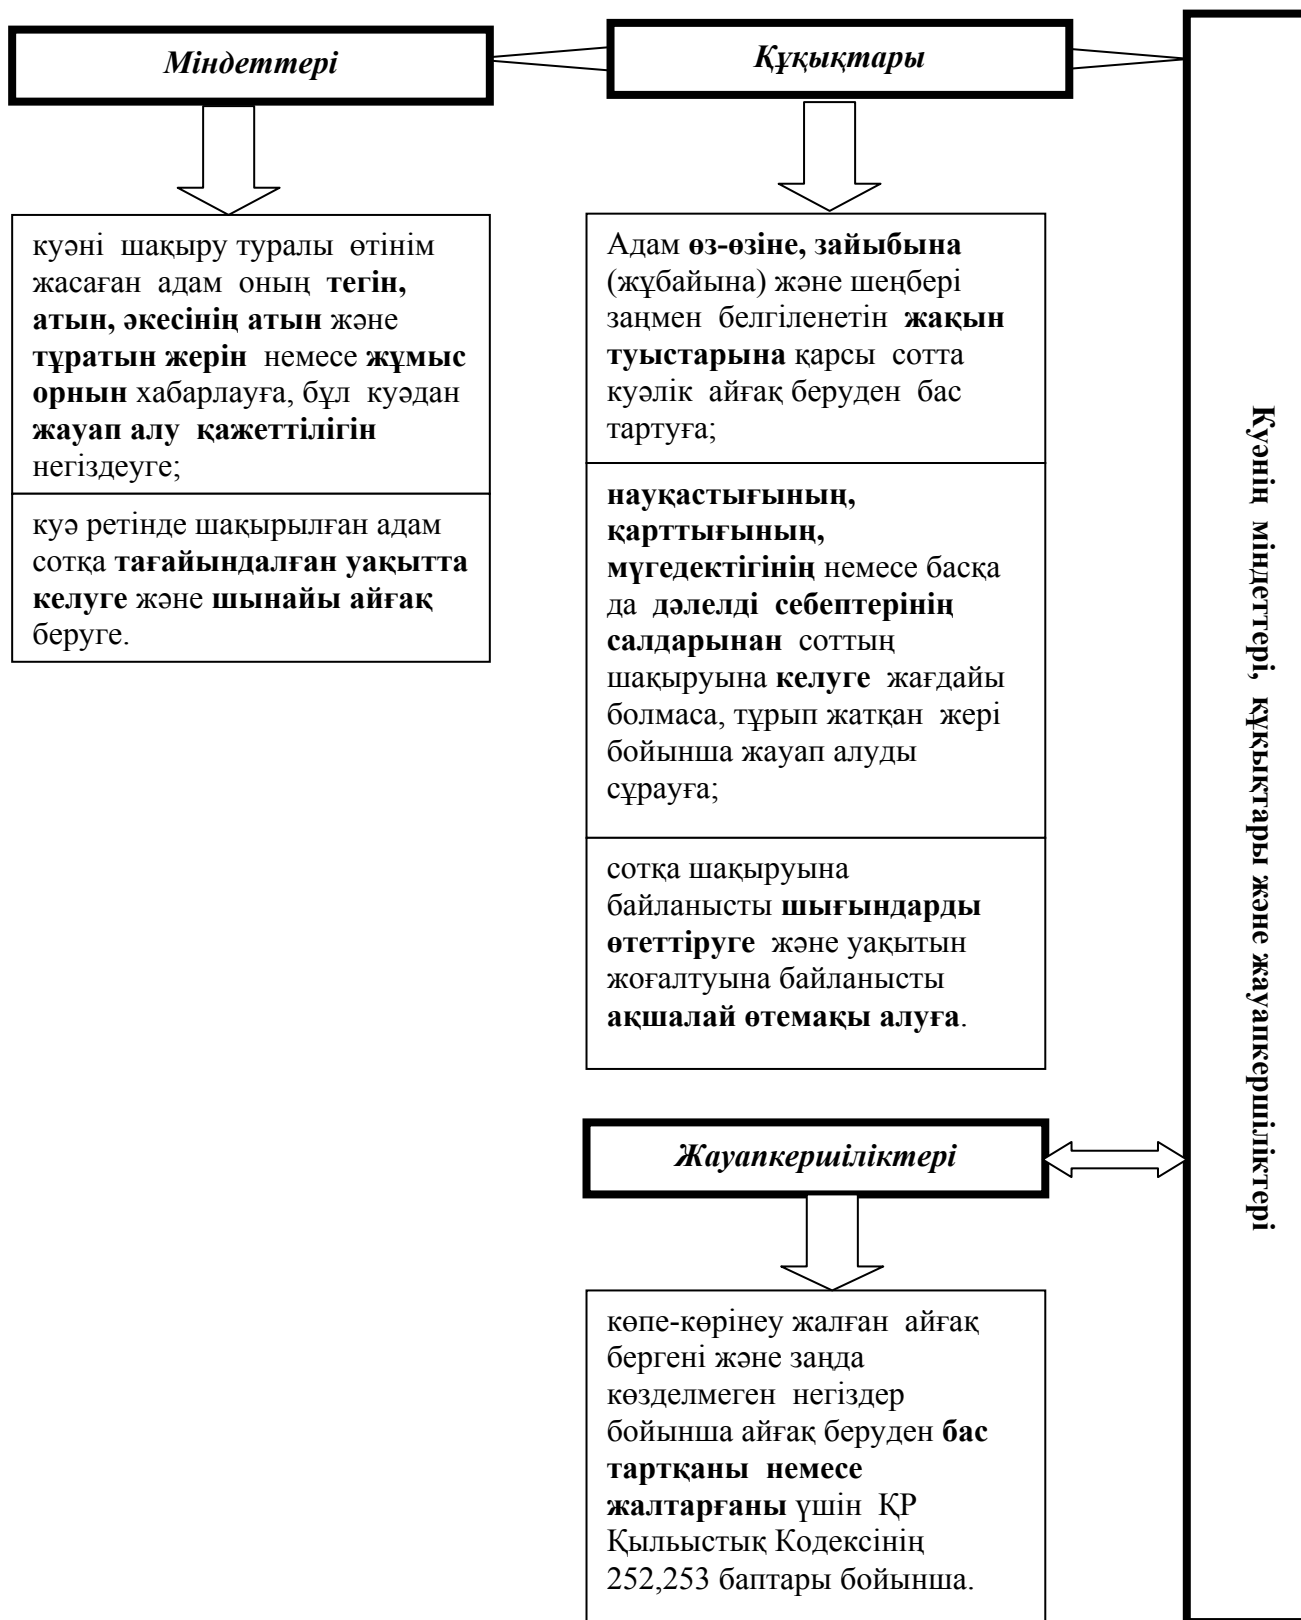 Міндеттері
куәні шақыру туралы өтінім
жасаған адам оның тегін,
атын, әкесінің атын және
тұратын жерін немесе жұмыс
орнын хабарлауға, бұл куәдан
жауап алу қажеттілігін
негіздеуге;
куә ретінде шақырылған адам
сотқа тағайындалған уақытта
келуге және шынайы айғақ
беруге.
Құқықтары
Адам өз-өзіне, зайыбына
(жұбайына) және шеңбері
заңмен белгіленетін жақын
туыстарына қарсы сотта
куәлік айғақ беруден бас
тартуға;
науқастығының,
қарттығының,
мүгедектігінің немесе басқа
да дәлелді себептерінің
салдарынан соттың
шақыруына келуге жағдайы
болмаса, тұрып жатқан жері
бойынша жауап алуды
сұрауға;
сотқа шақыруына
байланысты шығындарды
өтеттіруге және уақытын
жоғалтуына байланысты
ақшалай өтемақы алуға.
Жауапкершіліктері
көпе-көрінеу жалған айғақ
бергені және заңда
көзделмеген негіздер
бойынша айғақ беруден бас
тартқаны немесе
жалтарғаны үшін ҚР
Қыльыстық Кодексінің
252,253 баптары бойынша.
Куәнің міндеттері, құқықтары және жауапкершіліктері